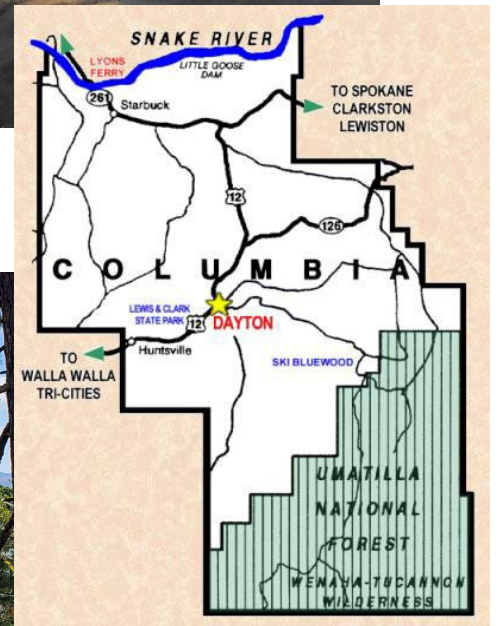 SNAKE RIVER
LYONS
FERRY
LITTLE GOOSE
DAM
261
Starbuck
TO SPOKANE
CLARKSTON
LEWISTON
12
126
COLUMBIA
LEWIS & CLARK
STATE PARK
12
DAYTON
Huntsville
TO
WALLA WALLA
TRI-CITIES
SKI BLUEWOOD
UMATILLA
NATIONAL
FOREST
WENAHA-TUCANNON
WILDERNESS